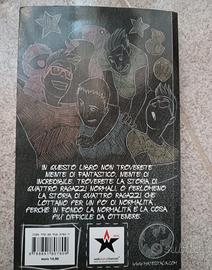 IN QUESTO LIBRO NON TROVERETE
NIENTE DI FANTASTICO, NIENTE DI
INCREDIBILE. TROVERETE LA STORIA DI
QUATTRO RAGAZZI NORMALI. O PERLOMENO
LA STORIA DI QUATTRO RAGAZZI CHE
LOTTANO PER UN PO' DI NORMALITÀ.
PERCHÉ IN FONDO, LA NORMALITÀ È LA COSA
PIÙ DIFFICILE DA OTTENERE.